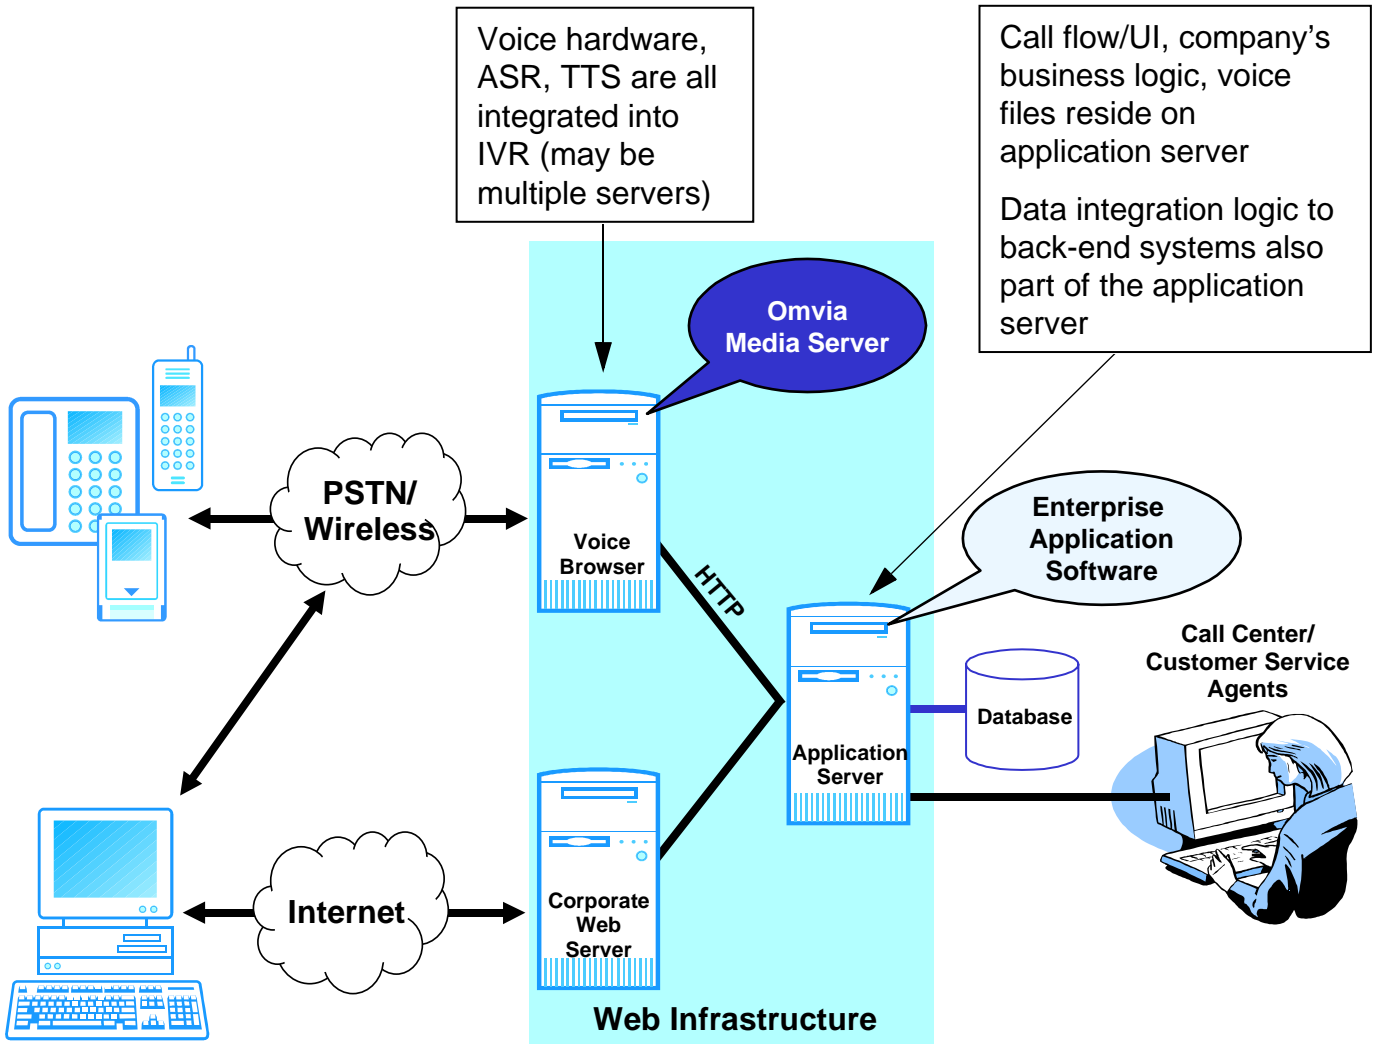 Voice hardware,
ASR, TTS are all
integrated into
IVR (may be
multiple servers)
Call flow/UI, company's
business logic, voice
files reside on
application server
Data integration logic to
back-end systems also
part of the application
server
Omvia
Media Server
PSTN/
Wireless
Voice
Browser
HTTP
Enterprise
Application
Software
Call Center/
Customer Service
Agents
Database
Application
Server
Internet
Corporate
Web
Server
Web Infrastructure